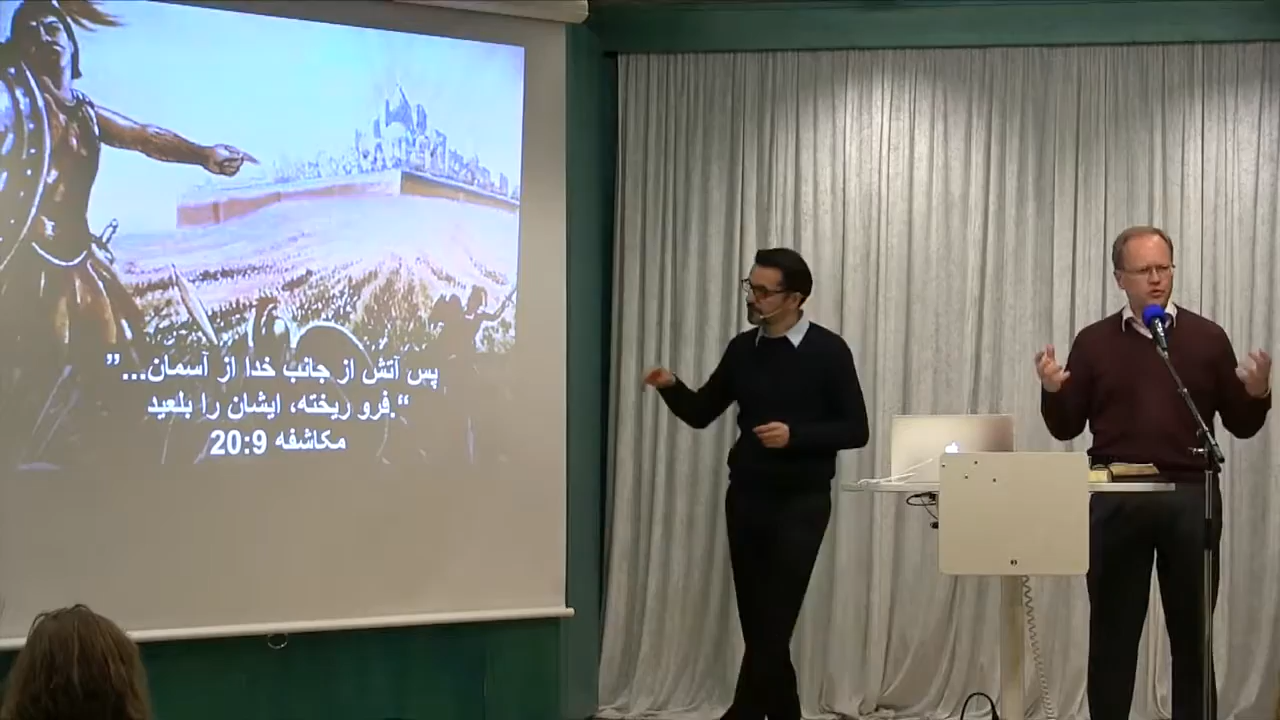 ”...پس آتش از جانب خدا از آسمان
فرو ریخته، ایشان را بلعید.“
مکاشفه 20:9